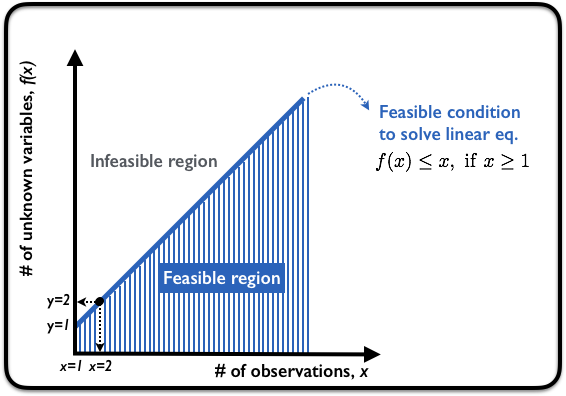 # of unknown variables, f(x)
Infeasible region
Feasible condition
to solve linear eq.
f(x) ≤ x, if x ≥ 1
Feasible region
y=2
y=1
x=1 x=2
# of observations, x